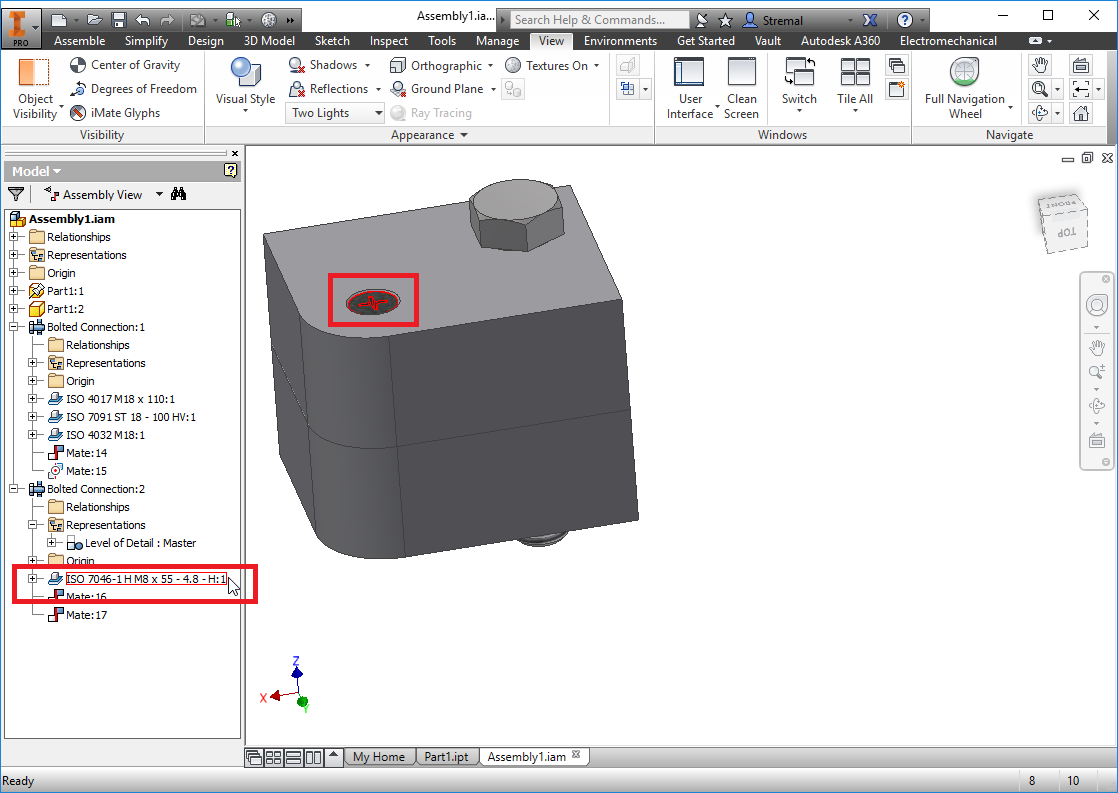 Assembly1.ia...
Search Help & Commands...
Stremal
PRO
Assemble Simplify Design 3D Model Sketch Inspect Tools Manage View Environments Get Started Vault Autodesk A360 Electromechanical
Object Visibility
Center of Gravity
Degrees of Freedom
iMate Glyphs
Visibility
Visual Style
Shadows
Reflections
Two Lights
Orthographic
Ground Plane
Ray Tracing
Textures On
Appearance
User Interface
Clean Screen
Switch
Tile All
Windows
Full Navigation Wheel
Navigate
Model
Assembly View
Assembly1.iam
Relationships
Representations
Origin
Part1:1
Part1:2
Bolted Connection:1
Relationships
Representations
Origin
ISO 4017 M18 x 110:1
ISO 7091 ST 18 - 100 HV:1
ISO 4032 M18:1
Mate:14
Mate:15
Bolted Connection:2
Relationships
Representations
Level of Detail : Master
Origin
ISO 7046-1 H M8 x 55 - 4.8 - H:1
Mate:16
Mate:17
FRONT
TOP
Z
X
Y
My Home
Part1.ipt
Assembly1.iam
Ready
8
10